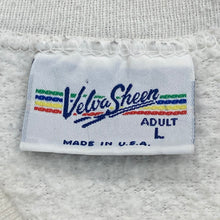 Velva Sheen
ADULT
L
MADE IN U.S.A.